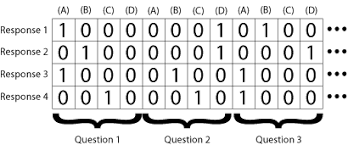 (A) (B) (C) (D) (A) (B) (C) (D) (A) (B) (C) (D)
Response 1 1 0 0 0 0 0 0 1 0 1 0 0 •••
Response 2 0 1 0 0 0 0 0 1 0 0 0 1 •••
Response 3 1 0 0 0 0 1 0 0 1 0 0 0 •••
Response 4 0 0 1 0 0 0 1 0 1 0 0 0 •••
Question 1 Question 2 Question 3